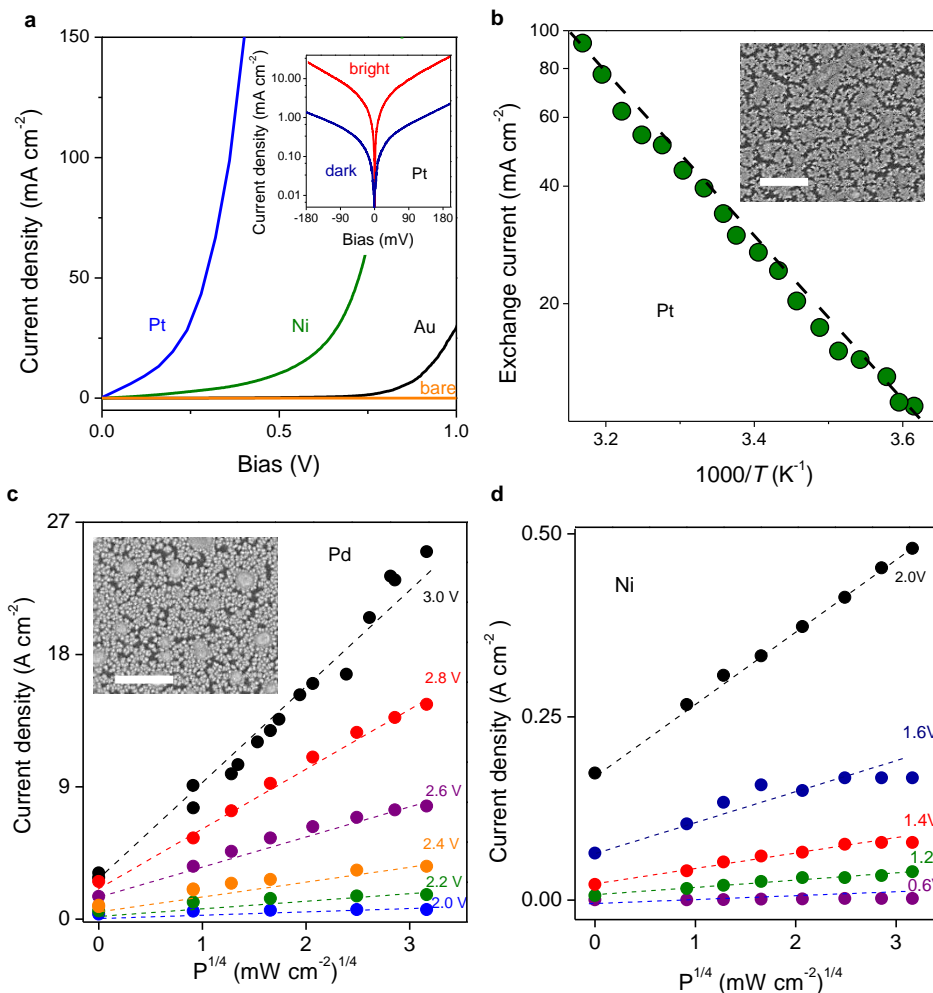 a
150
100
50
0
Current density (mA cm-2)
0.0
0.5
1.0
Bias (V)
Pt
Ni
Au
bare
10.00
1.00
0.10
0.01
Current density (mA cm-2)
-180
-90
0
90
180
Bias (mV)
bright
dark
Pt
b
100
80
60
40
20
Exchange current (mA cm-2)
Pt
3.2
3.4
3.6
1000/T (K-1)
c
27
18
9
0
Current density (A cm-2)
Pd
3.0 V
2.8 V
2.6 V
2.4 V
2.2 V
2.0 V
0
1
2
3
P1/4 (mW cm-2)1/4
d
0.50
0.25
0.00
Current density (A cm-2)
Ni
2.0V
1.6V
1.4V
1.2
0.6V
0
1
2
3
P1/4 (mW cm-2)1/4